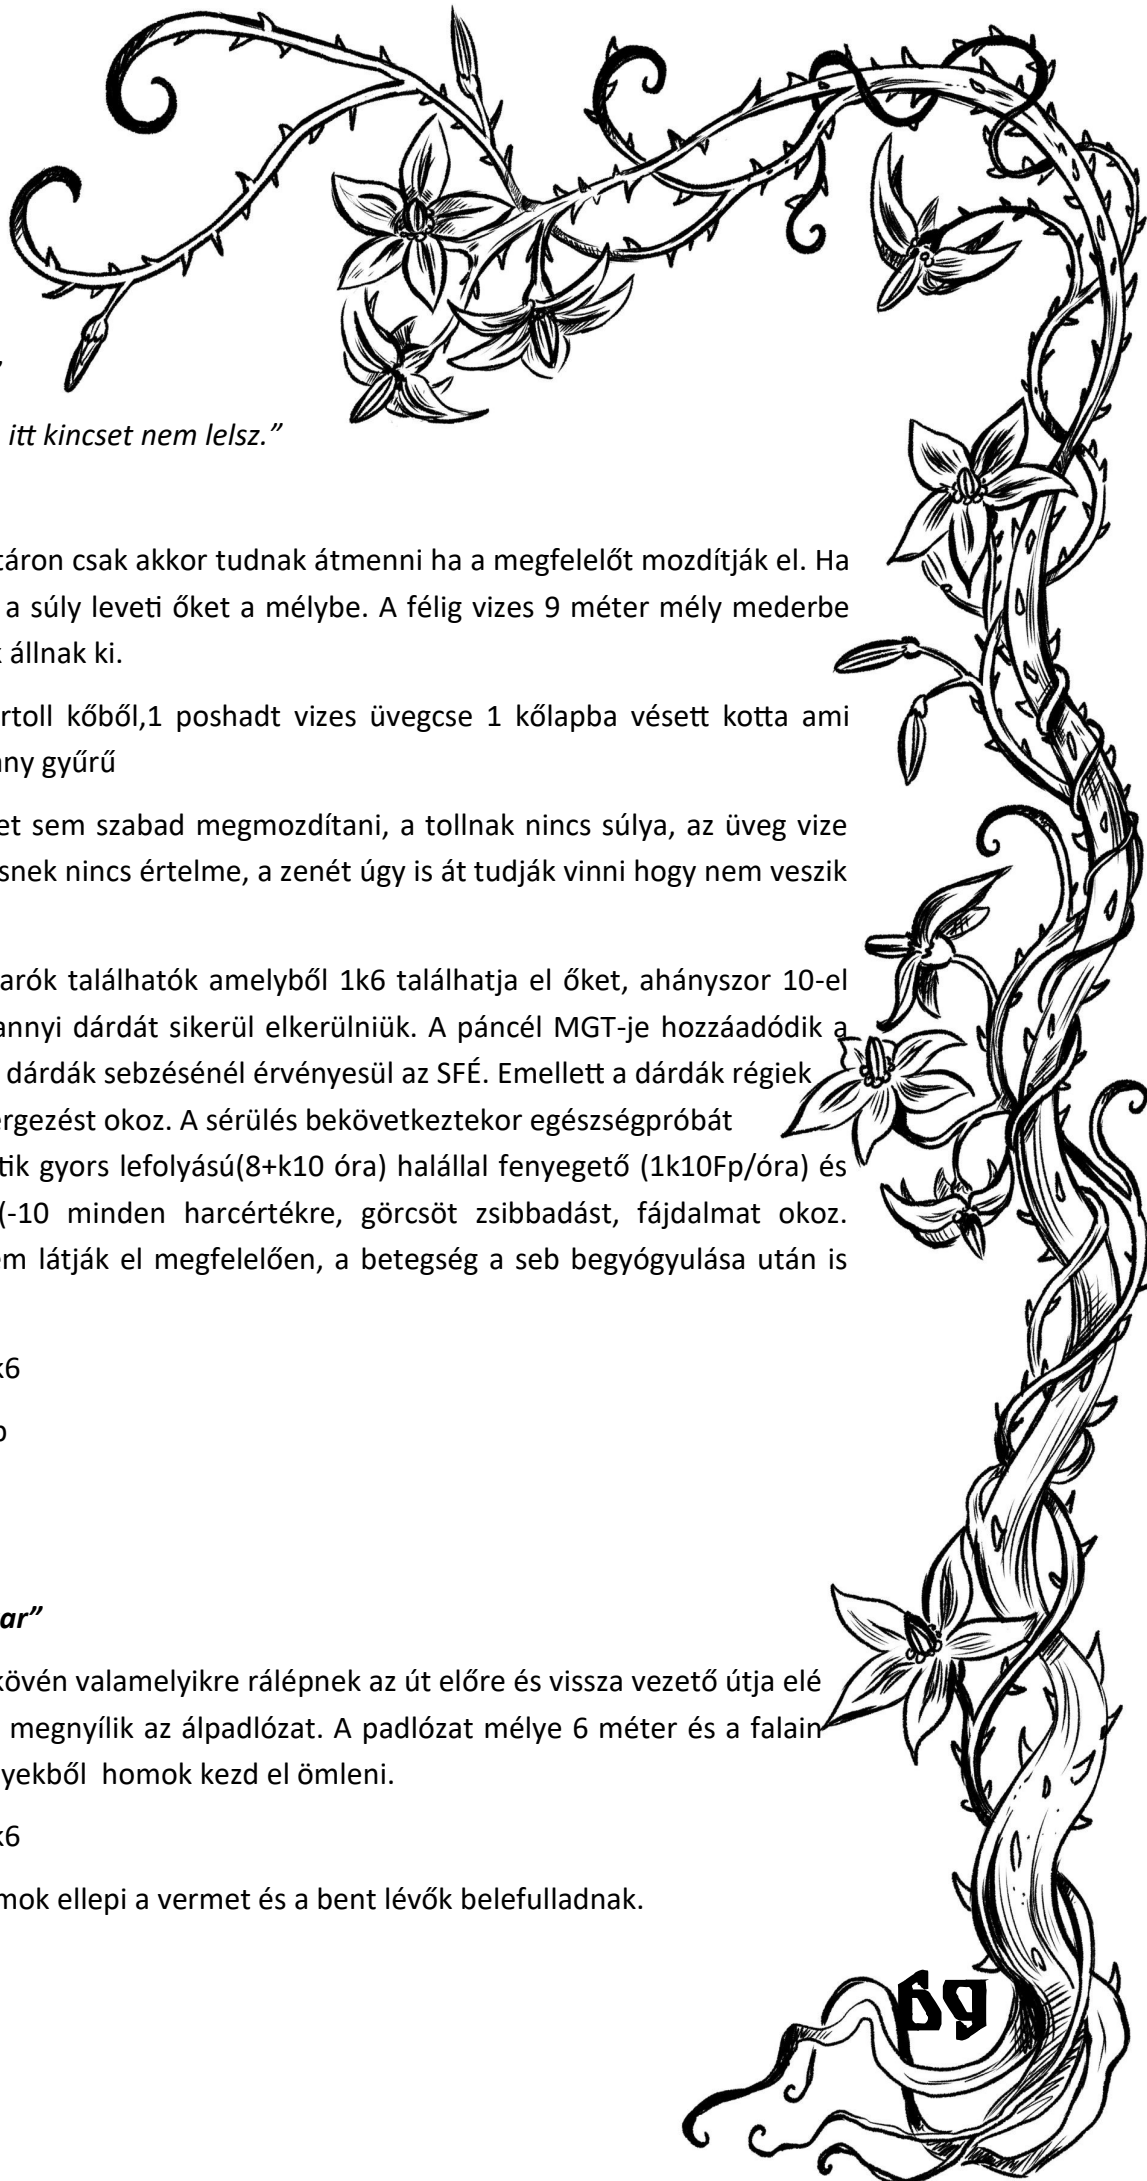 ”
itt kincset nem lelsz.”
táron csak akkor tudnak átmenni ha a megfelelőt mozdítják el. Ha
a súly leveti őket a mélybe. A félig vizes 9 méter mély mederbe
k állnak ki.
rtoll kőből,1 poshadt vizes üvegcse 1 kőlapba vésett kotta ami
any gyűrű
et sem szabad megmozdítani, a tollnak nincs súlya, az üveg vize
snek nincs értelme, a zenét úgy is át tudják vinni hogy nem veszik
arók találhatók amelyből 1k6 találhatja el őket, ahányszor 10-el
annyi dárdát sikerül elkerülniük. A páncél MGT-je hozzáadódik a
dárdák sebzésénél érvényesül az SFÉ. Emellett a dárdák régiek
ergezést okoz. A sérülés bekövetkeztekor egészségpróbát
tik gyors lefolyású(8+k10 óra) halállal fenyegető (1k10Fp/óra) és
(-10 minden harcértékre, görcsöt zsibbadást, fájdalmat okoz.
em látják el megfelelően, a betegség a seb begyógyulása után is
k6
p
ar”
kövén valamelyikre rálépnek az út előre és vissza vezető útja elé
megnyílik az álpadlózat. A padlózat mélye 6 méter és a falain
yekből homok kezd el ömleni.
k6
mok ellepi a vermet és a bent lévők belefulladnak.
69